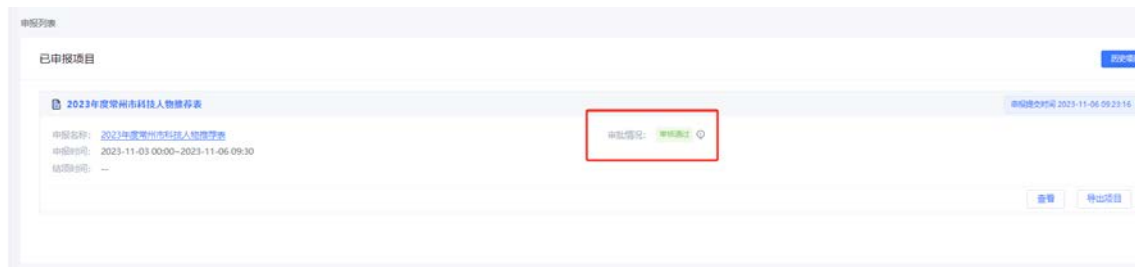 申报列表
已申报项目
历史项
2023年度常州市科技人物推荐表
申报提交时间 2023-11-06 09:23:16
申报名称: 2023年度常州市科技人物推荐表
审批情况: 审核通过
申报时间: 2023-11-03 00:00~2023-11-06 09:30
结项时间: --
查看
导出项目